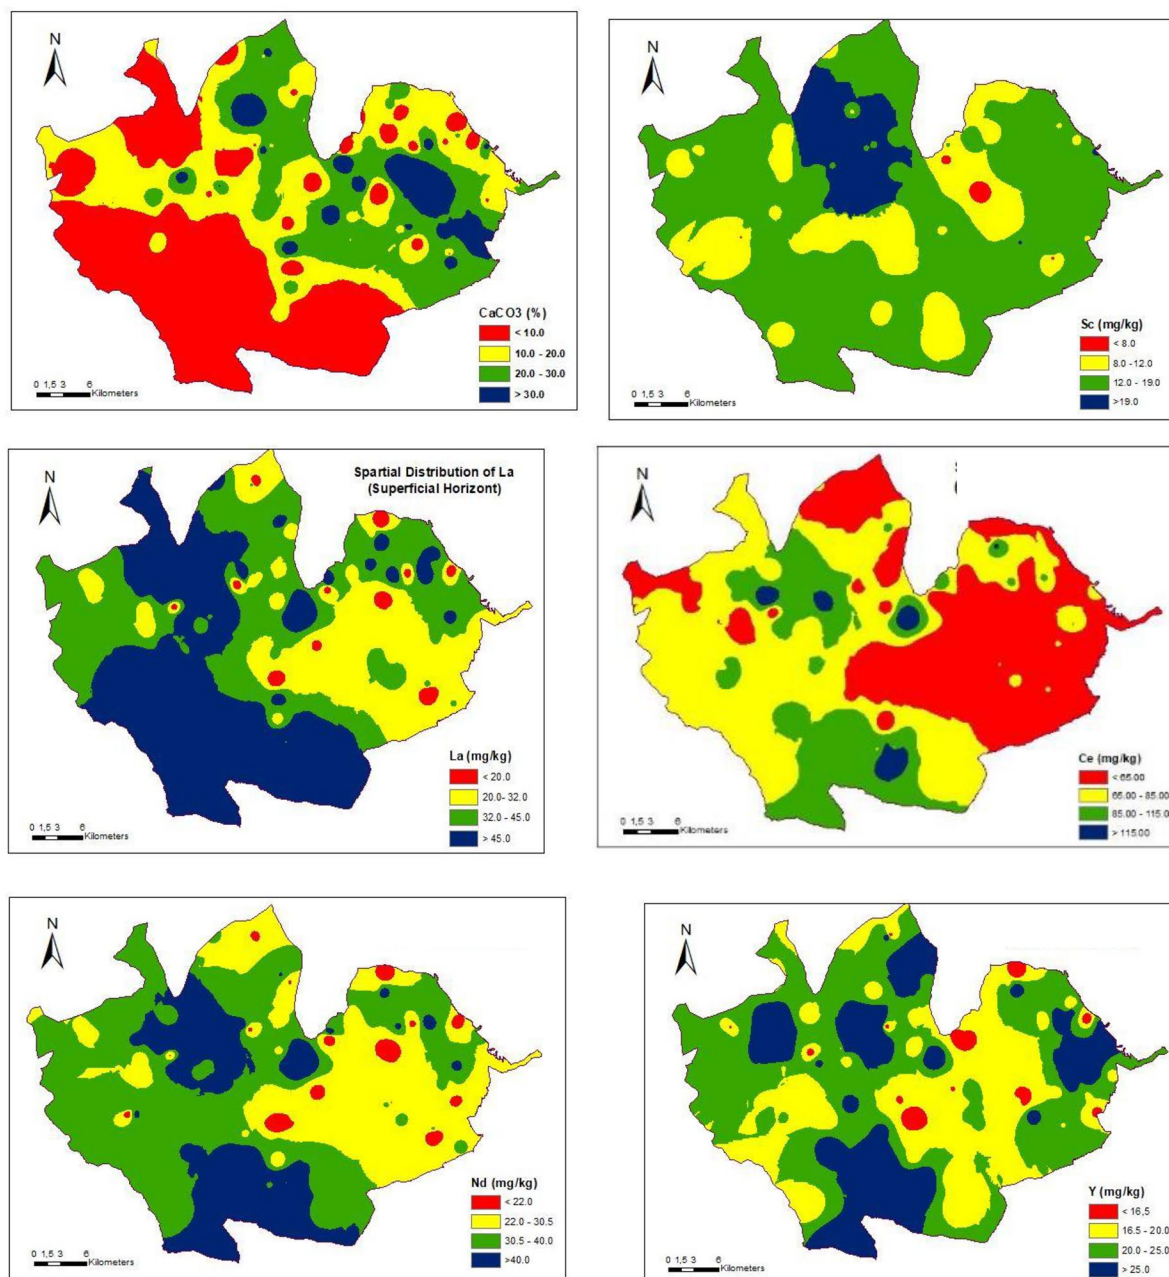 N
CaCO3 (%)
< 10.0
10.0 - 20.0
20.0 - 30.0
> 30.0
0 1,5 3 6
Kilometers
N
Sc (mg/kg)
< 8.0
8.0 -12.0
12.0 - 19.0
>19.0
0 1,5 3 6
Kilometers
N
Spartial Distribution of La
(Superficial Horizont)
La (mg/kg)
< 20.0
20.0- 32.0
32.0 - 45.0
> 45.0
0 1,5 3 6
Kilometers
N
Ce (mg/kg)
< 65.00
65.00 - 85.00
85.00 - 115.0
> 115.00
0 1,5 3 6
Kilometers
N
Nd (mg/kg)
< 22.0
22.0 - 30.5
30.5 - 40.0
>40.0
0 1,5 3 6
Kilometers
N
Y (mg/kg)
< 16,5
16.5 - 20.0
20.0 - 25.0
> 25.0
0 1,5 3 6
Kilometers